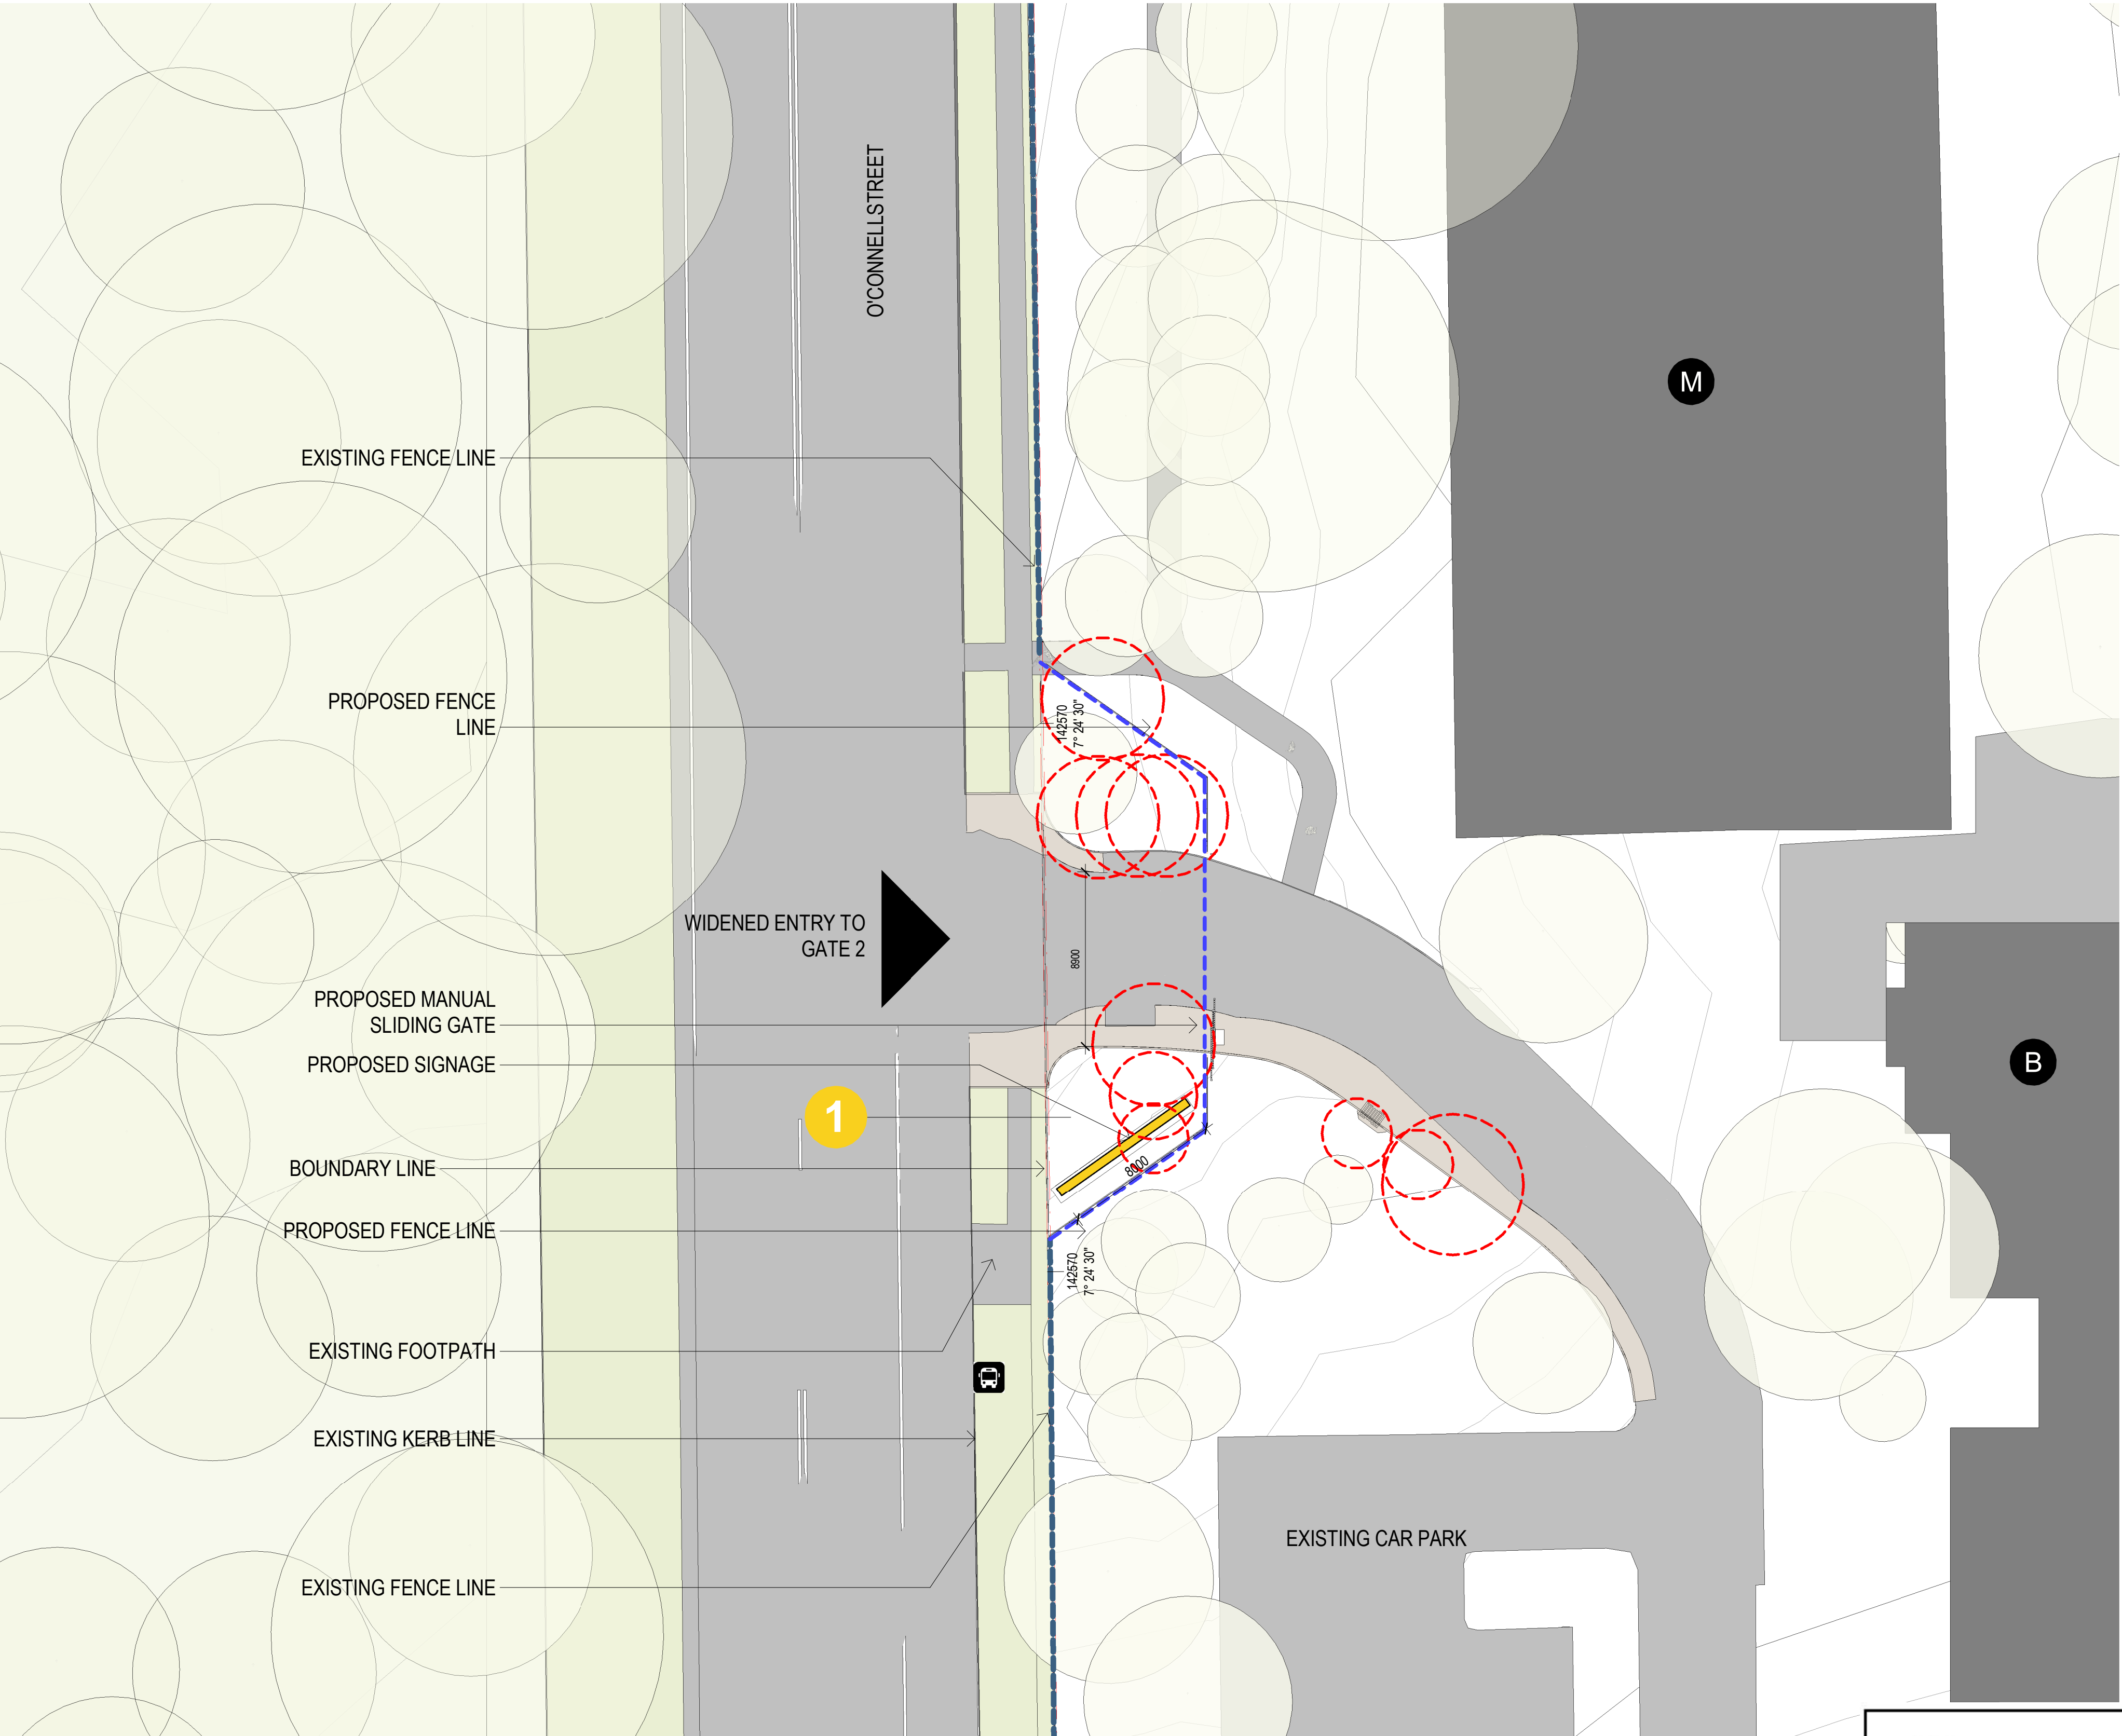 O'CONNELLSTREET
M
EXISTING FENCE LINE
PROPOSED FENCE
LINE
142570
7° 24' 30"
WIDENED ENTRY TO
GATE 2
8900
PROPOSED MANUAL
SLIDING GATE
PROPOSED SIGNAGE
B
1
BOUNDARY LINE
8000
PROPOSED FENCE LINE
142570
7° 24' 30"
EXISTING FOOTPATH
EXISTING KERB LINE
EXISTING CAR PARK
EXISTING FENCE LINE